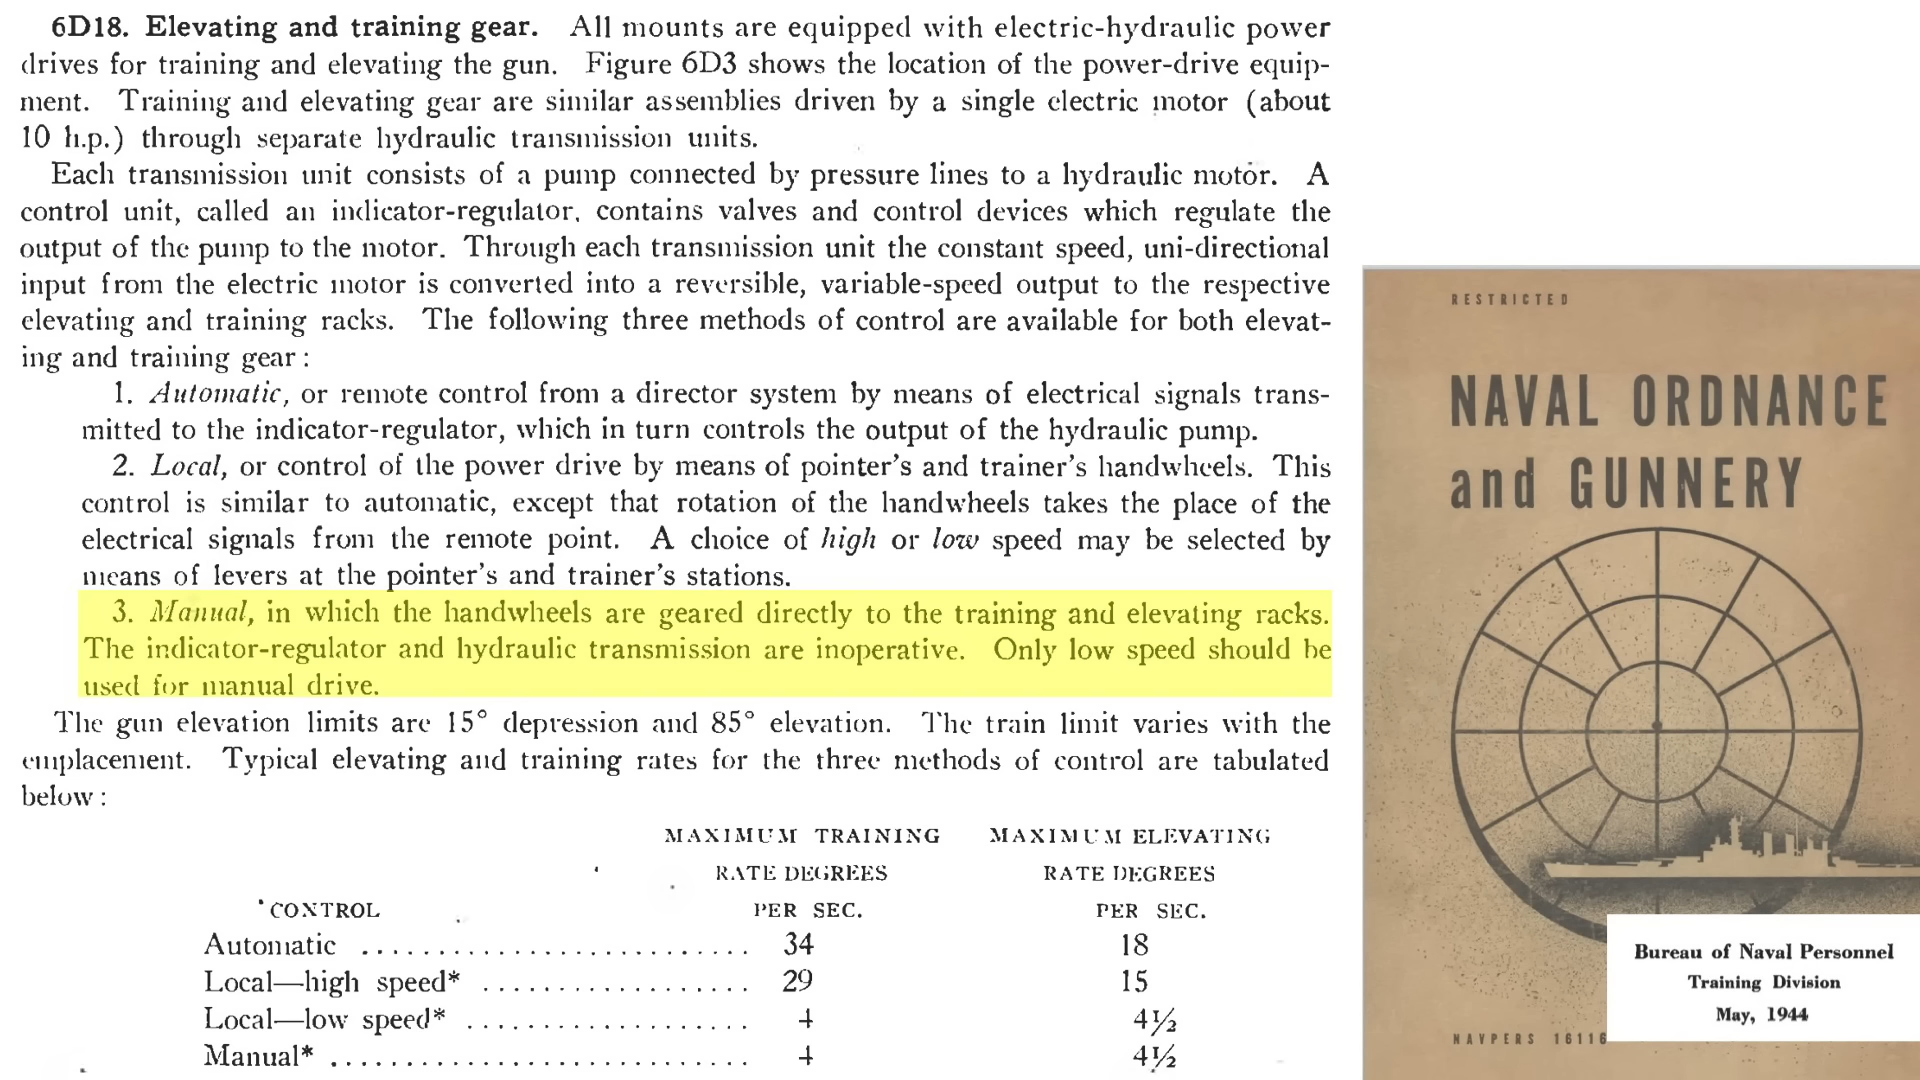 6D18. Elevating and training gear. All mounts are equipped with electric-hydraulic power
drives for training and elevating the gun. Figure 6D3 shows the location of the power-drive equip-
ment. Training and elevating gear are similar assemblies driven by a single electric motor (about
10 h.p.) through separate hydraulic transmission units.
Each transmission unit consists of a pump connected by pressure lines to a hydraulic motor. A
control unit, called an indicator-regulator, contains valves and control devices which regulate the
output of the pump to the motor. Through each transmission unit the constant speed, uni-directional
input from the electric motor is converted into a reversible, variable-speed output to the respective
elevating and training racks. The following three methods of control are available for both elevat-
ing and training gear:
1. Automatic, or remote control from a director system by means of electrical signals trans-
mitted to the indicator-regulator, which in turn controls the output of the hydraulic pump.
2. Local, or control of the power drive by means of pointer's and trainer's handwheels. This
control is similar to automatic, except that rotation of the handwheels takes the place of the
electrical signals from the remote point. A choice of high or low speed may be selected by
means of levers at the pointer's and trainer's stations.
3. Manual, in which the handwheels are geared directly to the training and elevating racks.
The indicator-regulator and hydraulic transmission are inoperative. Only low speed should be
used for manual drive.
The gun elevation limits are 15° depression and 85° elevation. The train limit varies with the
emplacement. Typical elevating and training rates for the three methods of control are tabulated
below:
MAXIMUM TRAINING MAXIMUM ELEVATING
RATE DEGREES RATE DEGREES
CONTROL PER SEC. PER SEC.
Automatic ........................ 34 18
Local—high speed* ................. 29 15
Local—low speed* .................. 4 4½
Manual* ........................... 4 4½
RESTRICTED
NAVAL ORDNANCE
and GUNNERY
Bureau of Naval Personnel
Training Division
May, 1944
NAVPERS 16116